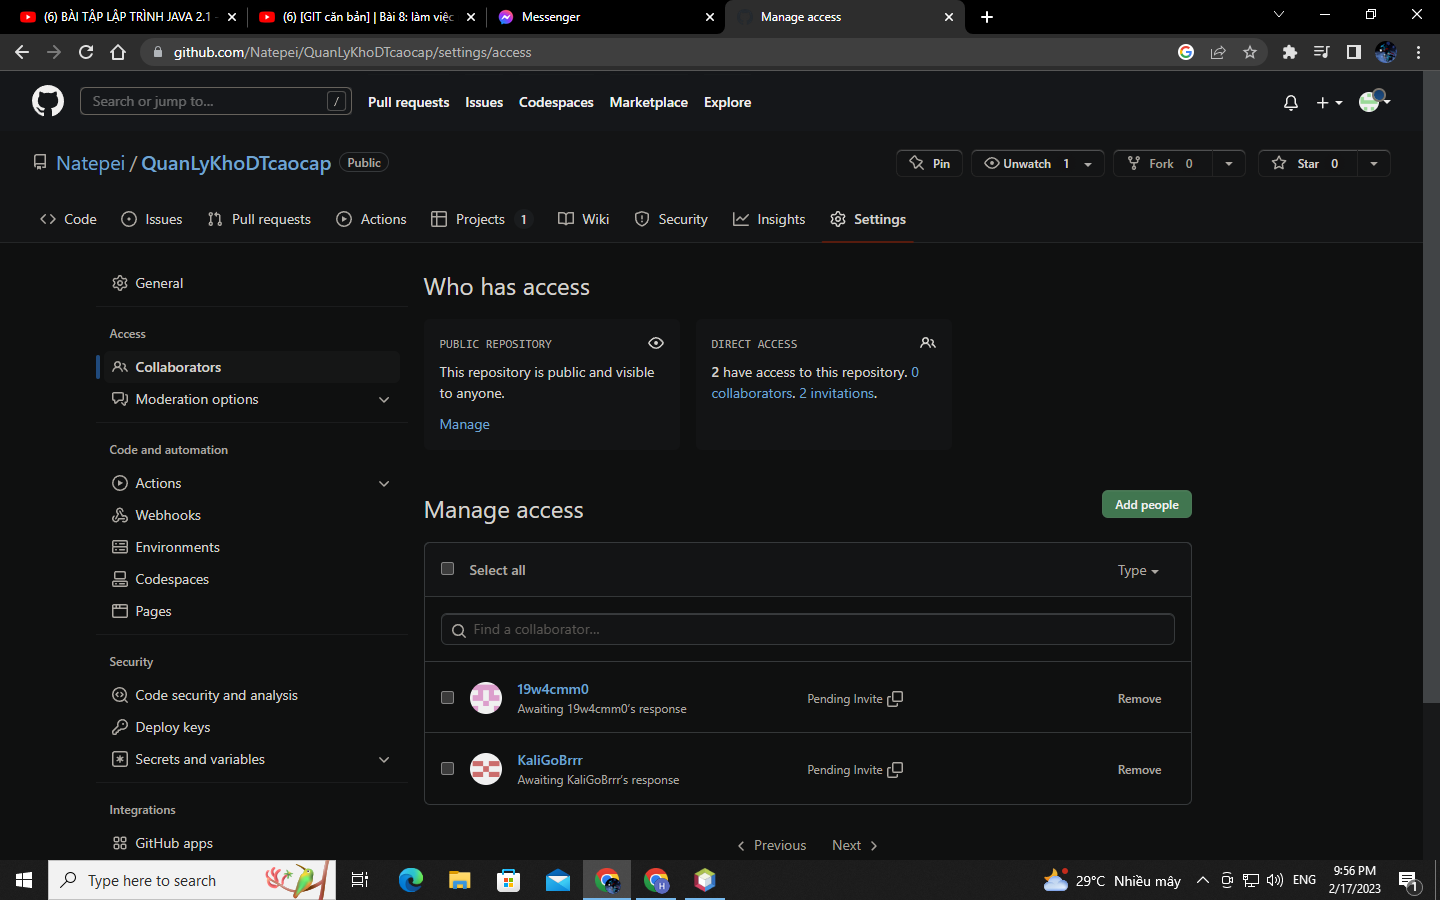 (6) BÀI TẬP LẬP TRÌNH JAVA 2.1 -
(6) [GIT căn bản] | Bài 8: làm việc
Messenger
Manage access
github.com/Natepei/QuanLyKhoDTcaocap/settings/access
Search or jump to...
/
Pull requests
Issues
Codespaces
Marketplace
Explore
Natepei / QuanLyKhoDTcaocap
Public
Pin
Unwatch 1
Fork 0
Star 0
Code
Issues
Pull requests
Actions
Projects 1
Wiki
Security
Insights
Settings
General
Access
Collaborators
Moderation options
Code and automation
Actions
Webhooks
Environments
Codespaces
Pages
Security
Code security and analysis
Deploy keys
Secrets and variables
Integrations
GitHub apps
Who has access
PUBLIC REPOSITORY
This repository is public and visible
to anyone.
Manage
DIRECT ACCESS
2 have access to this repository. 0
collaborators. 2 invitations.
Manage access
Add people
Select all
Type
Find a collaborator...
19w4cmm0
Awaiting 19w4cmm0's response
Pending Invite
Remove
KaliGoBrrr
Awaiting KaliGoBrrr's response
Pending Invite
Remove
Previous
Next
Type here to search
H
29°C Nhiều mây
ENG
9:56 PM
2/17/2023
1